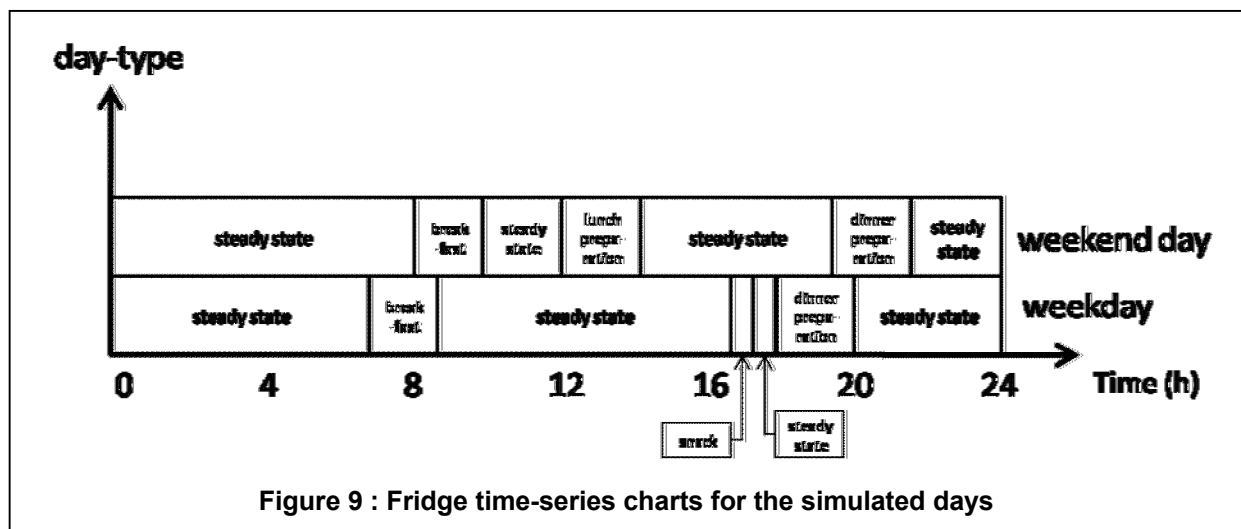 day-type
steady state
break
-fast
steady
state
lunch
prepar-
ation
steady state
dinner
prepar-
ation
steady
state
weekend day
steady state
break
-fast
steady state
dinner
prepar-
ation
steady state
weekday
0 4 8 12 16 20 24 Time (h)
snack
steady
state
Figure 9 : Fridge time-series charts for the simulated days